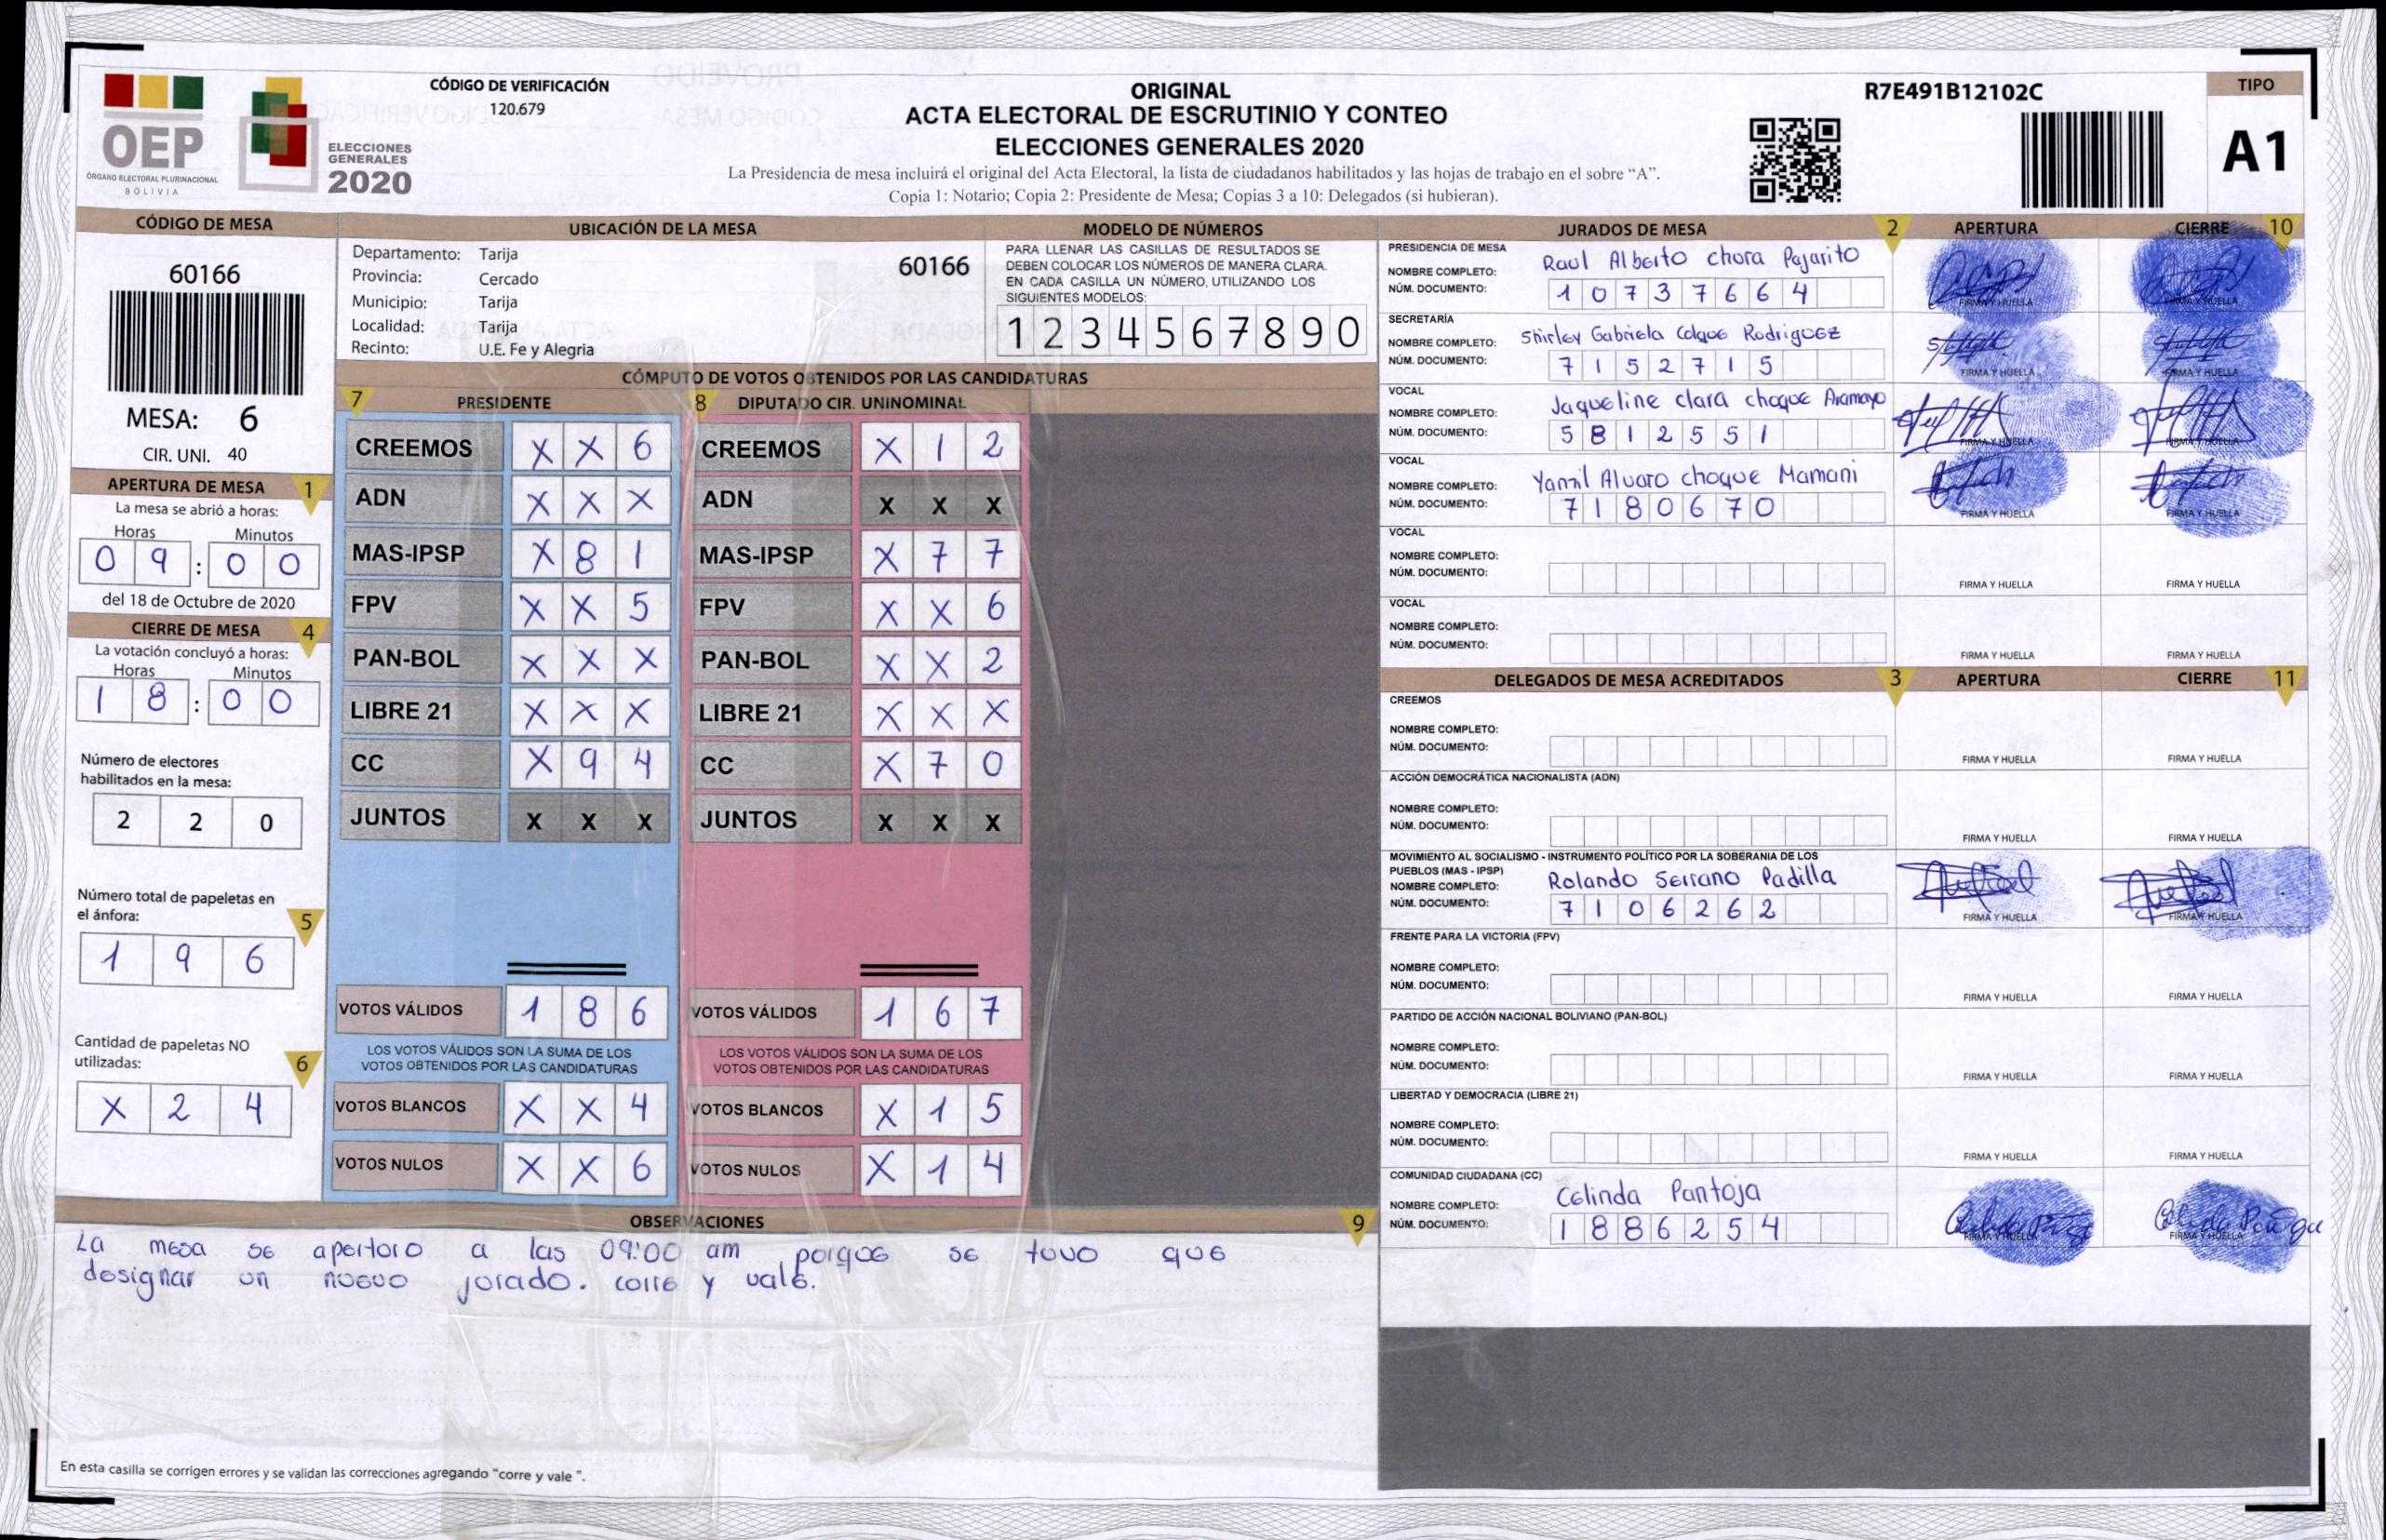 OEP
ÓRGANO ELECTORAL PLURINACIONAL
BOLIVIA
ELECCIONES
GENERALES
2020
CÓDIGO DE VERIFICACIÓN
120.679
ORIGINAL
ACTA ELECTORAL DE ESCRUTINIO Y CONTEO
ELECCIONES GENERALES 2020
La Presidencia de mesa incluirá el original del Acta Electoral, la lista de ciudadanos habilitados y las hojas de trabajo en el sobre “A”.
Copia 1: Notario; Copia 2: Presidente de Mesa; Copias 3 a 10: Delegados (si hubieran).
R7E491B12102C
TIPO
A1
CÓDIGO DE MESA
60166
MESA: 6
CIR. UNI. 40
APERTURA DE MESA 1
La mesa se abrió a horas:
Horas Minutos
0 9 : 0 0
del 18 de Octubre de 2020
CIERRE DE MESA 4
La votación concluyó a horas:
Horas Minutos
1 8 : 0 0
Número de electores
habilitados en la mesa:
2 2 0
Número total de papeletas en
el ánfora: 5
1 9 6
Cantidad de papeletas NO
utilizadas: 6
X 2 4
UBICACIÓN DE LA MESA
Departamento: Tarija
60166
Provincia: Cercado
Municipio: Tarija
Localidad: Tarija
Recinto: U.E. Fe y Alegria
MODELO DE NÚMEROS
PARA LLENAR LAS CASILLAS DE RESULTADOS SE
DEBEN COLOCAR LOS NÚMEROS DE MANERA CLARA.
EN CADA CASILLA UN NÚMERO, UTILIZANDO LOS
SIGUIENTES MODELOS:
1 2 3 4 5 6 7 8 9 0
CÓMPUTO DE VOTOS OBTENIDOS POR LAS CANDIDATURAS
7 PRESIDENTE
CREEMOS X X 6
ADN X X X
MAS-IPSP X 8 1
FPV X X 5
PAN-BOL X X X
LIBRE 21 X X X
CC X 9 4
JUNTOS X X X
VOTOS VÁLIDOS 1 8 6
LOS VOTOS VÁLIDOS SON LA SUMA DE LOS
VOTOS OBTENIDOS POR LAS CANDIDATURAS
VOTOS BLANCOS X X 4
VOTOS NULOS X X 6
8 DIPUTADO CIR. UNINOMINAL
CREEMOS X 1 2
ADN X X X
MAS-IPSP X 7 7
FPV X X 6
PAN-BOL X X 2
LIBRE 21 X X X
CC X 7 0
JUNTOS X X X
VOTOS VÁLIDOS 1 6 7
LOS VOTOS VÁLIDOS SON LA SUMA DE LOS
VOTOS OBTENIDOS POR LAS CANDIDATURAS
VOTOS BLANCOS X 1 5
VOTOS NULOS X 1 4
OBSERVACIONES 9
La mesa se apertoro a las 09:00 am porque se tuvo que
designar un nuevo jurado. corre y vale.
En esta casilla se corrigen errores y se validan las correcciones agregando “corre y vale ”.
JURADOS DE MESA 2 APERTURA CIERRE 10
PRESIDENCIA DE MESA
NOMBRE COMPLETO: Raul Alberto chora Pajarito
NÚM. DOCUMENTO: 1 0 7 3 7 6 6 4
FIRMA Y HUELLA FIRMA Y HUELLA
SECRETARÍA
NOMBRE COMPLETO: Shirley Gabriela Colque Rodriguez
NÚM. DOCUMENTO: 7 1 5 2 7 1 5
FIRMA Y HUELLA FIRMA Y HUELLA
VOCAL
NOMBRE COMPLETO: Jaqueline clara choque Aramayo
NÚM. DOCUMENTO: 5 8 1 2 5 5 1
FIRMA Y HUELLA FIRMA Y HUELLA
VOCAL
NOMBRE COMPLETO: Yamil Alvaro choque Mamani
NÚM. DOCUMENTO: 7 1 8 0 6 7 0
FIRMA Y HUELLA FIRMA Y HUELLA
VOCAL
NOMBRE COMPLETO:
NÚM. DOCUMENTO:
FIRMA Y HUELLA FIRMA Y HUELLA
VOCAL
NOMBRE COMPLETO:
NÚM. DOCUMENTO:
FIRMA Y HUELLA FIRMA Y HUELLA
DELEGADOS DE MESA ACREDITADOS 3 APERTURA CIERRE 11
CREEMOS
NOMBRE COMPLETO:
NÚM. DOCUMENTO:
FIRMA Y HUELLA FIRMA Y HUELLA
ACCIÓN DEMOCRÁTICA NACIONALISTA (ADN)
NOMBRE COMPLETO:
NÚM. DOCUMENTO:
FIRMA Y HUELLA FIRMA Y HUELLA
MOVIMIENTO AL SOCIALISMO - INSTRUMENTO POLÍTICO POR LA SOBERANIA DE LOS
PUEBLOS (MAS - IPSP)
NOMBRE COMPLETO: Rolando Serrano Padilla
NÚM. DOCUMENTO: 7 1 0 6 2 6 2
FIRMA Y HUELLA FIRMA Y HUELLA
FRENTE PARA LA VICTORIA (FPV)
NOMBRE COMPLETO:
NÚM. DOCUMENTO:
FIRMA Y HUELLA FIRMA Y HUELLA
PARTIDO DE ACCIÓN NACIONAL BOLIVIANO (PAN-BOL)
NOMBRE COMPLETO:
NÚM. DOCUMENTO:
FIRMA Y HUELLA FIRMA Y HUELLA
LIBERTAD Y DEMOCRACIA (LIBRE 21)
NOMBRE COMPLETO:
NÚM. DOCUMENTO:
FIRMA Y HUELLA FIRMA Y HUELLA
COMUNIDAD CIUDADANA (CC)
NOMBRE COMPLETO: Celinda Pantoja
NÚM. DOCUMENTO: 1 8 8 6 2 5 4
FIRMA Y HUELLA FIRMA Y HUELLA